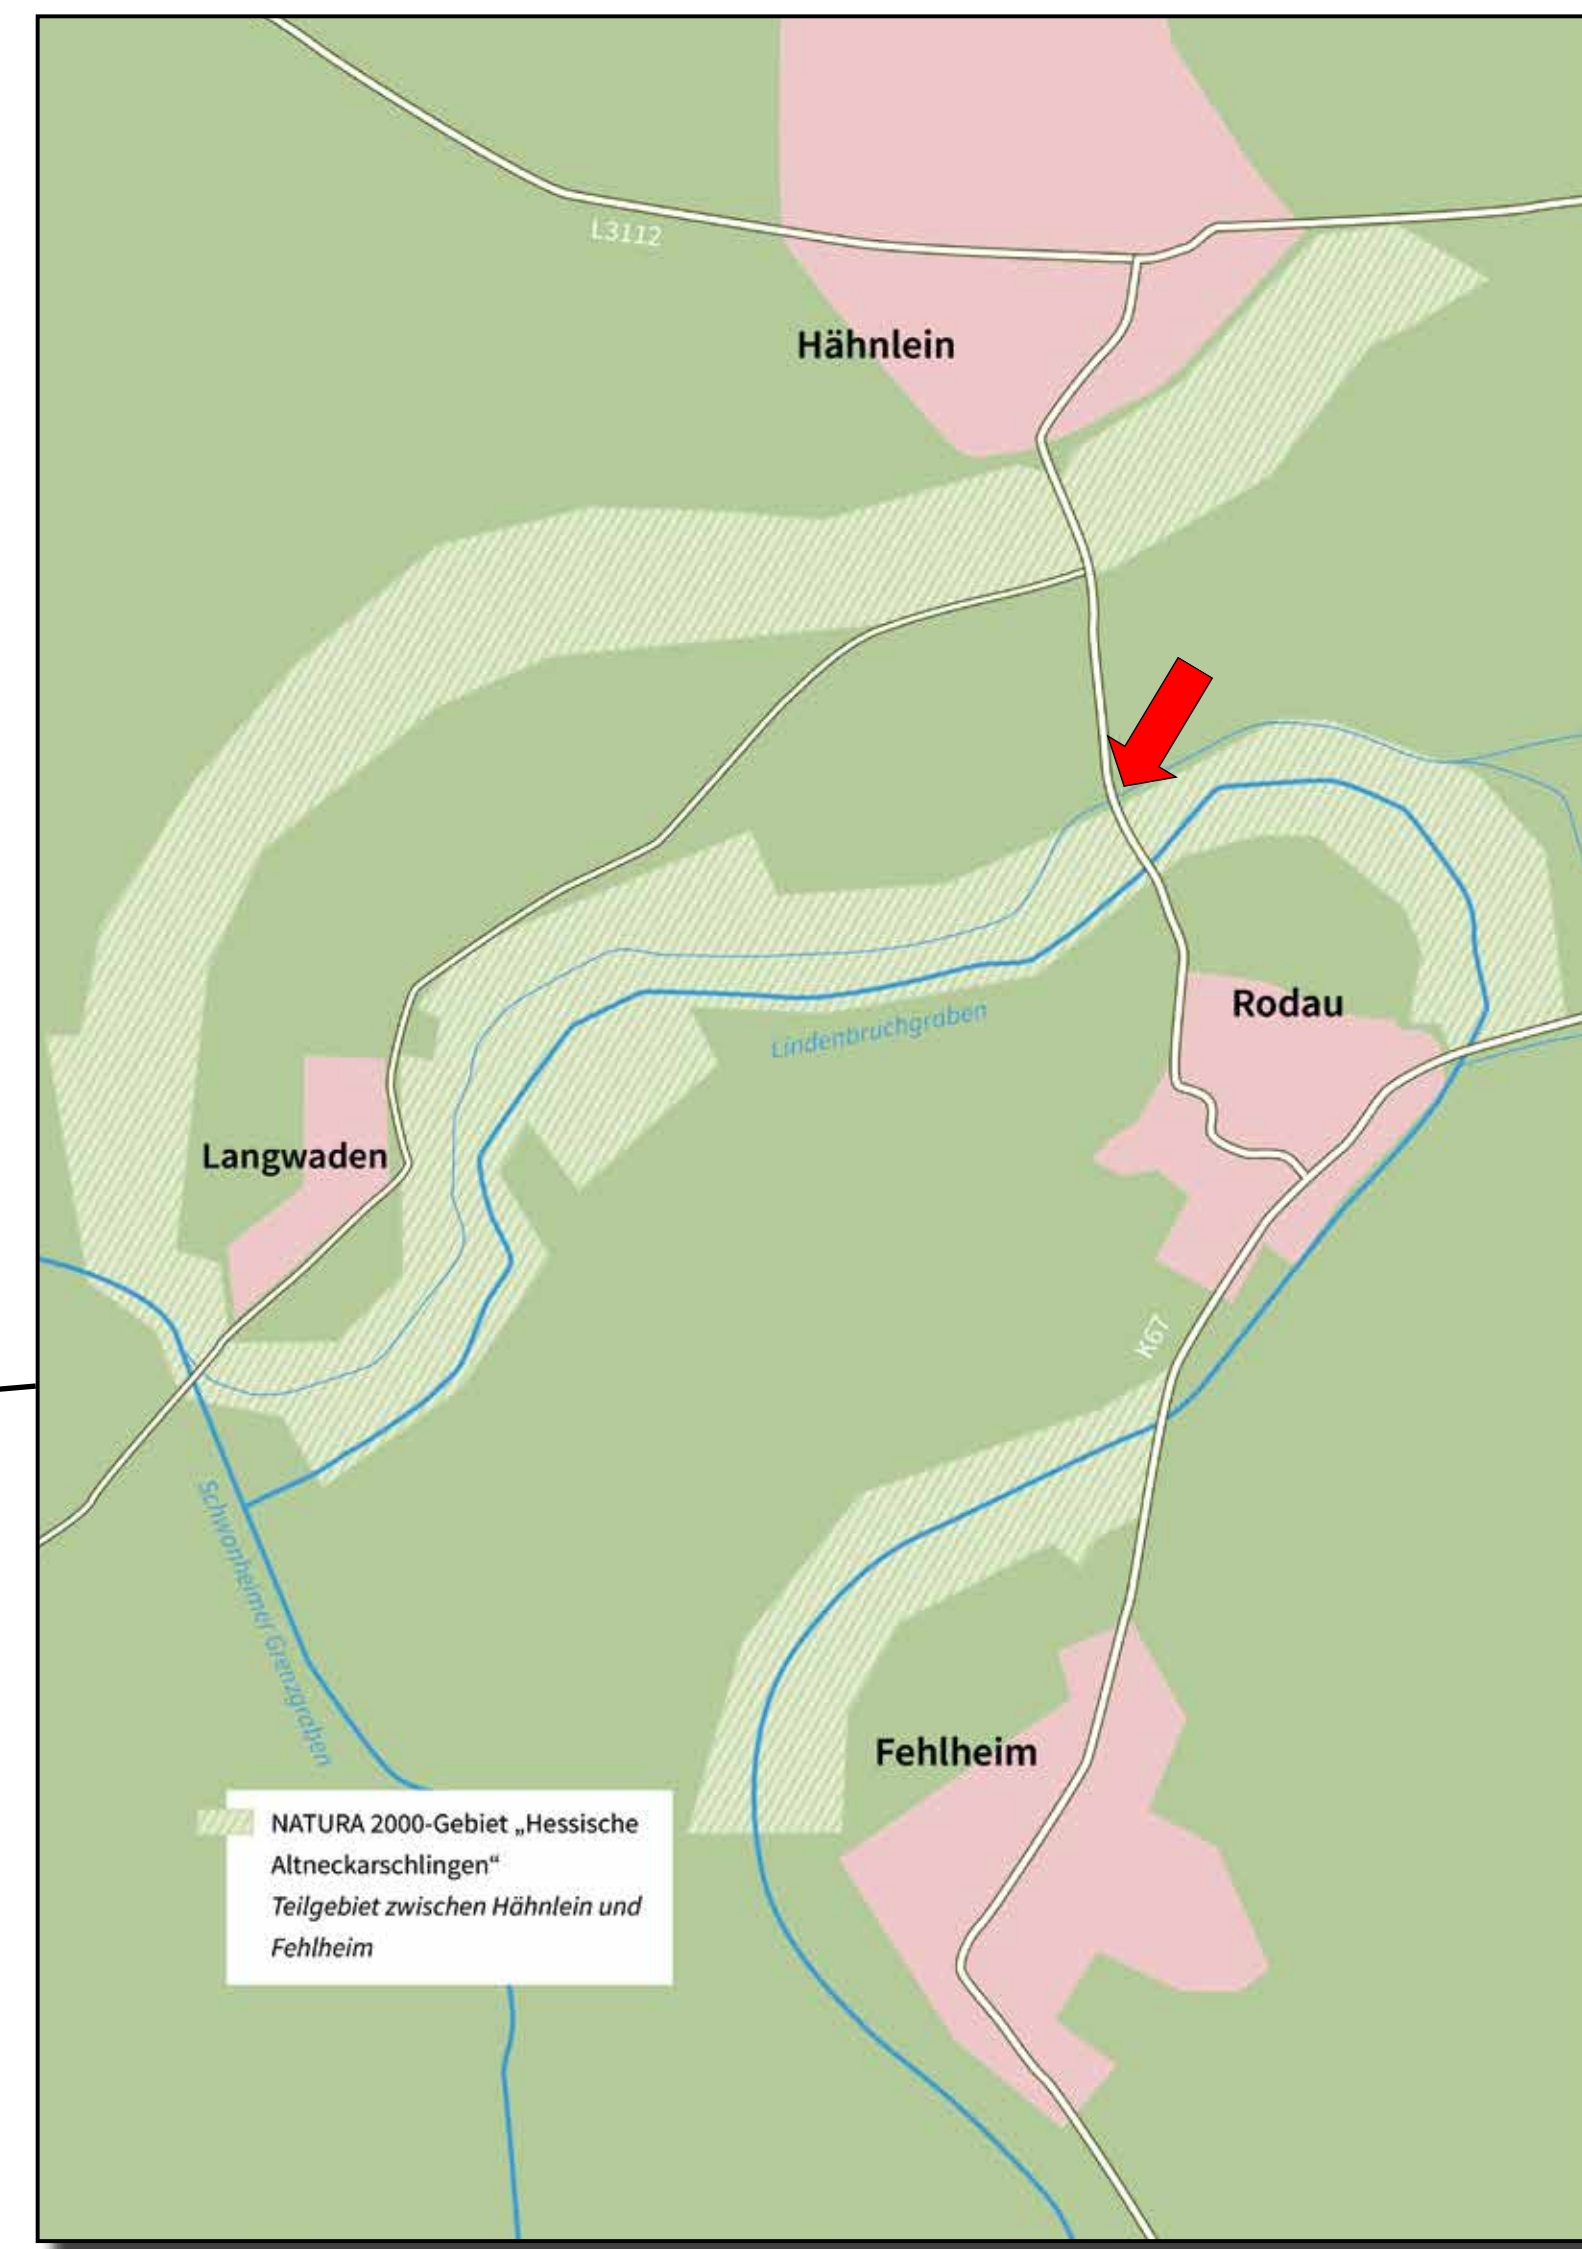 L3112
Hähnlein
Rodau
Lindenbruchgraben
Langwaden
K67
Schwanheimer Grenzgraben
Fehlheim
NATURA 2000-Gebiet „Hessische
Altneckarschlingen“
Teilgebiet zwischen Hähnlein und
Fehlheim